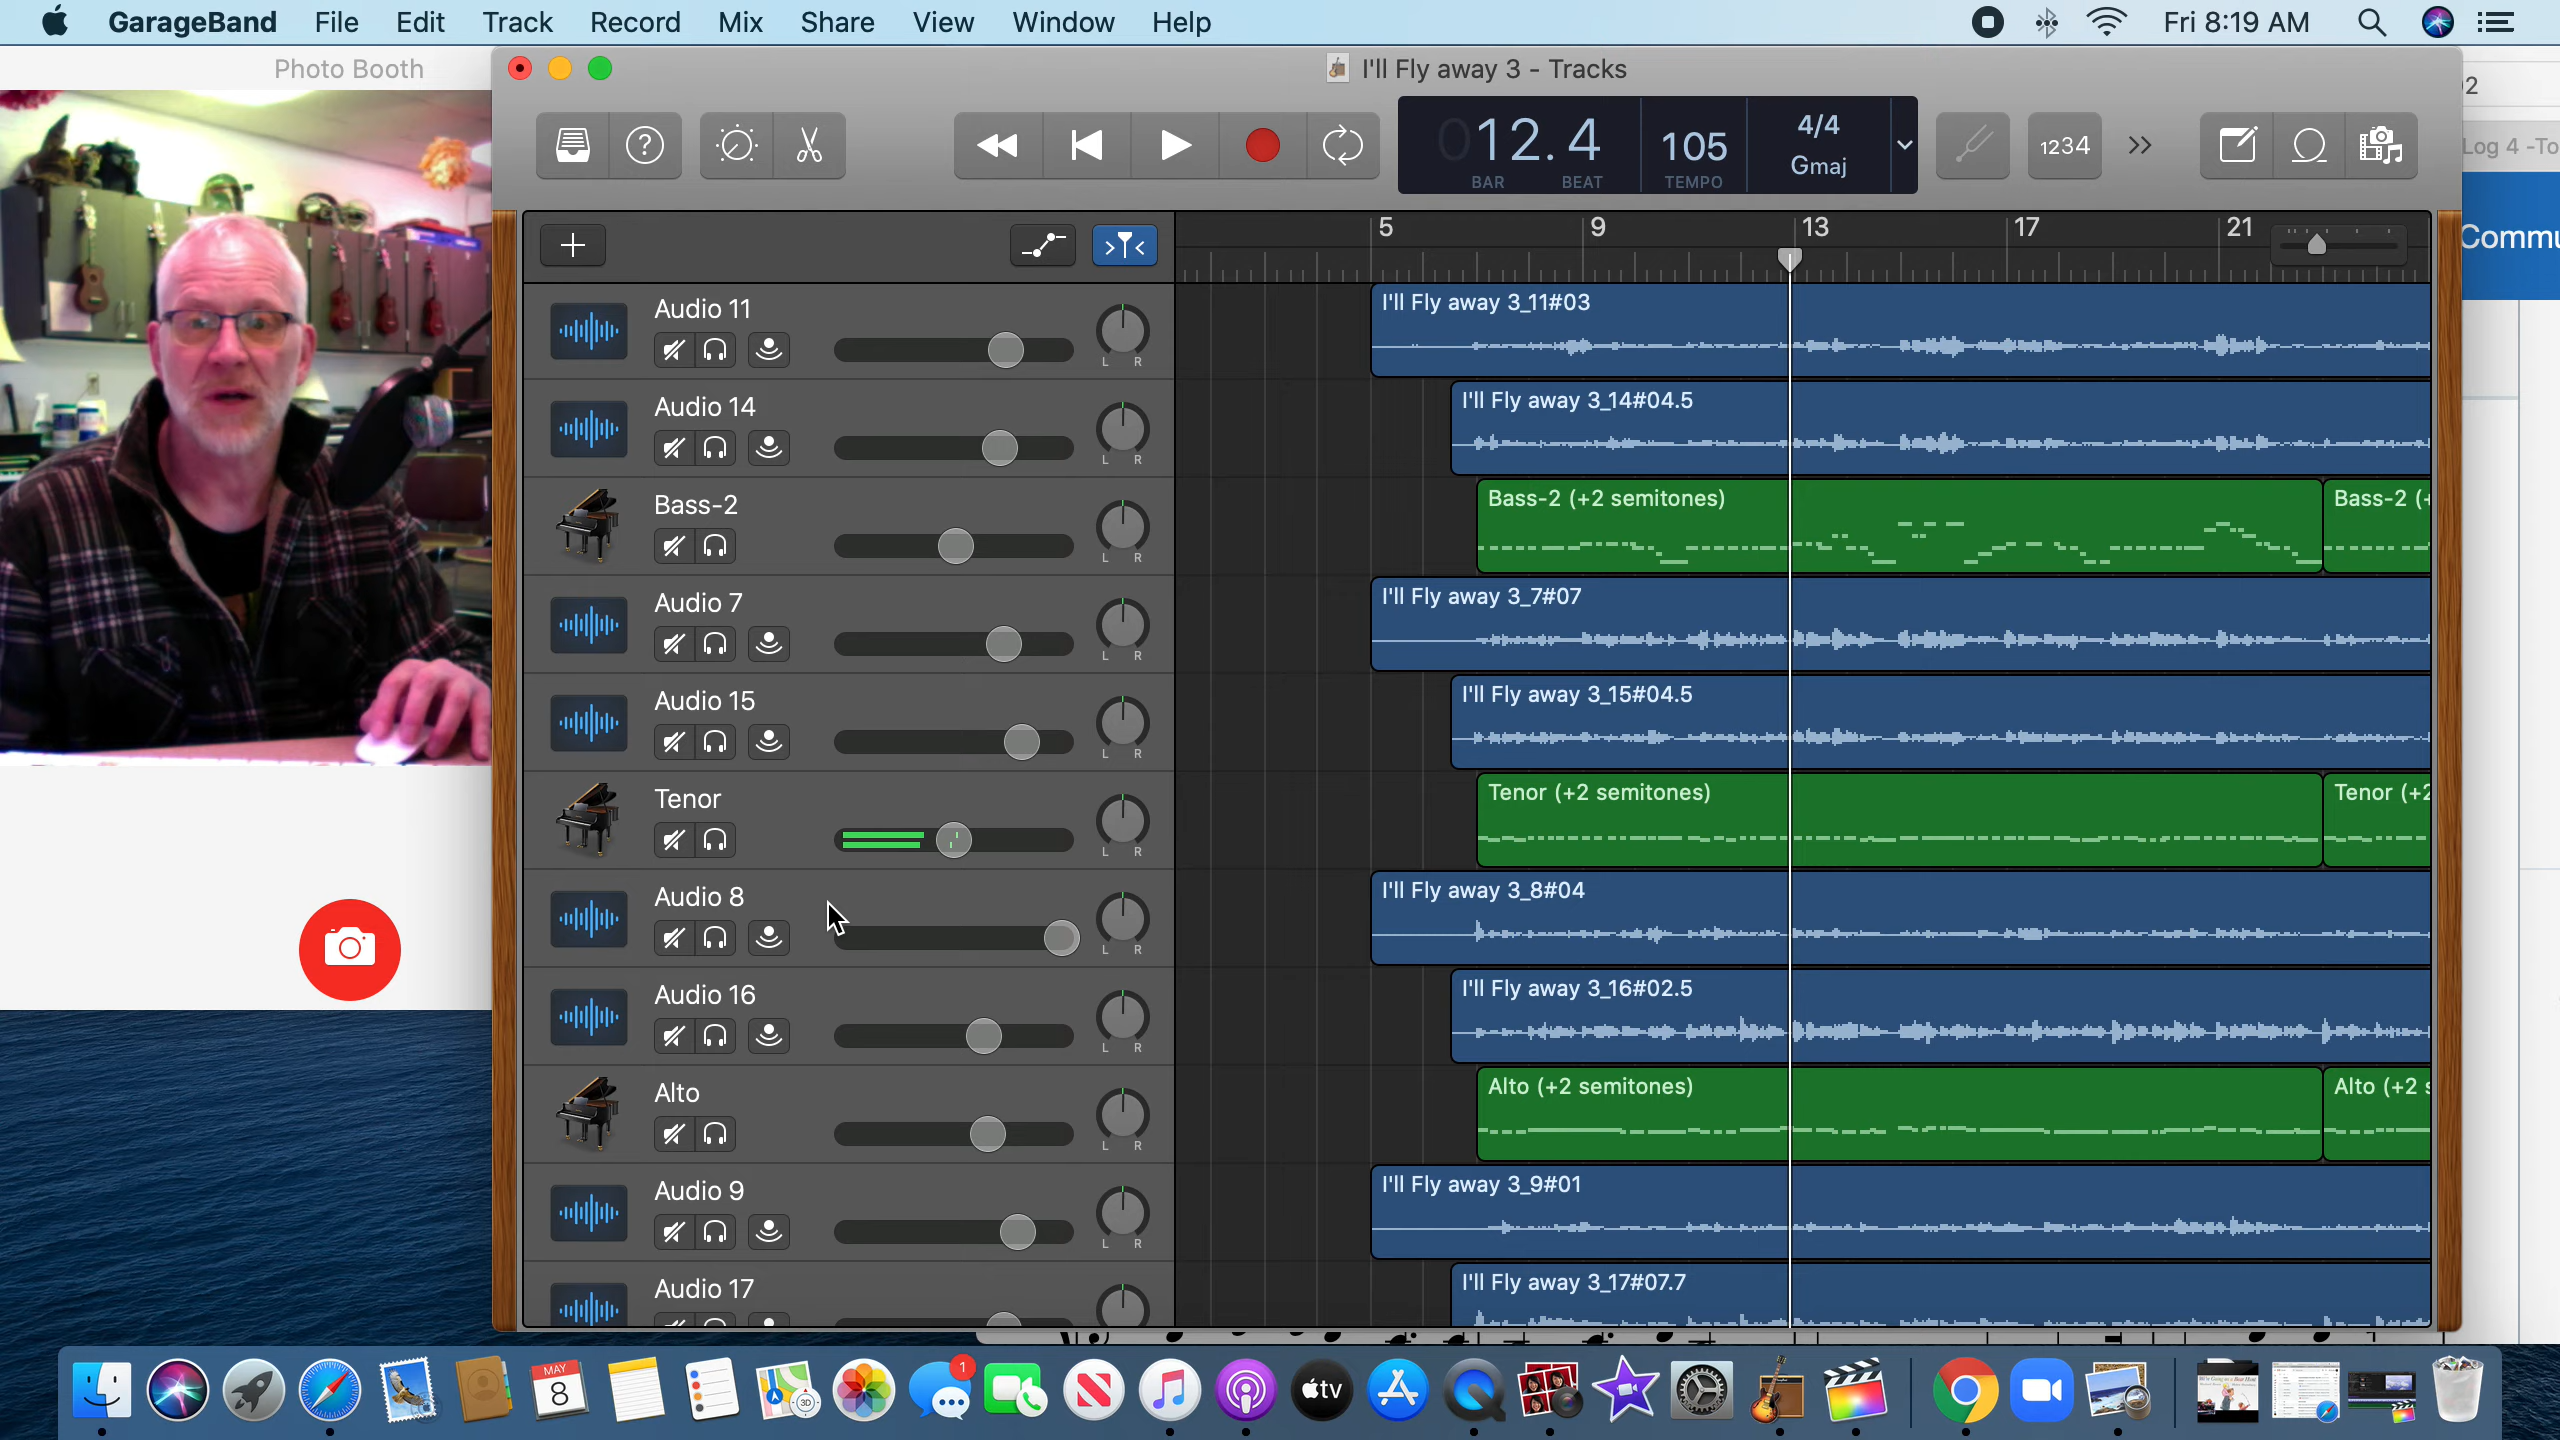 GarageBand File Edit Track Record Mix Share View Window Help Fri 8:19 AM
Photo Booth
I'll Fly away 3 - Tracks
012.4 105 4/4
Gmaj
BAR BEAT TEMPO
1234
Log 4 -To
Commu
5 9 13 17 21
Audio 11
L R
I'll Fly away 3_11#03
Audio 14
L R
I'll Fly away 3_14#04.5
Bass-2
L R
Bass-2 (+2 semitones)
Bass-2 (+
Audio 7
L R
I'll Fly away 3_7#07
Audio 15
L R
I'll Fly away 3_15#04.5
Tenor
L R
Tenor (+2 semitones)
Tenor (+2
Audio 8
L R
I'll Fly away 3_8#04
Audio 16
L R
I'll Fly away 3_16#02.5
Alto
L R
Alto (+2 semitones)
Alto (+2 s
Audio 9
L R
I'll Fly away 3_9#01
Audio 17
I'll Fly away 3_17#07.7
MAY
8
1
3D
tv